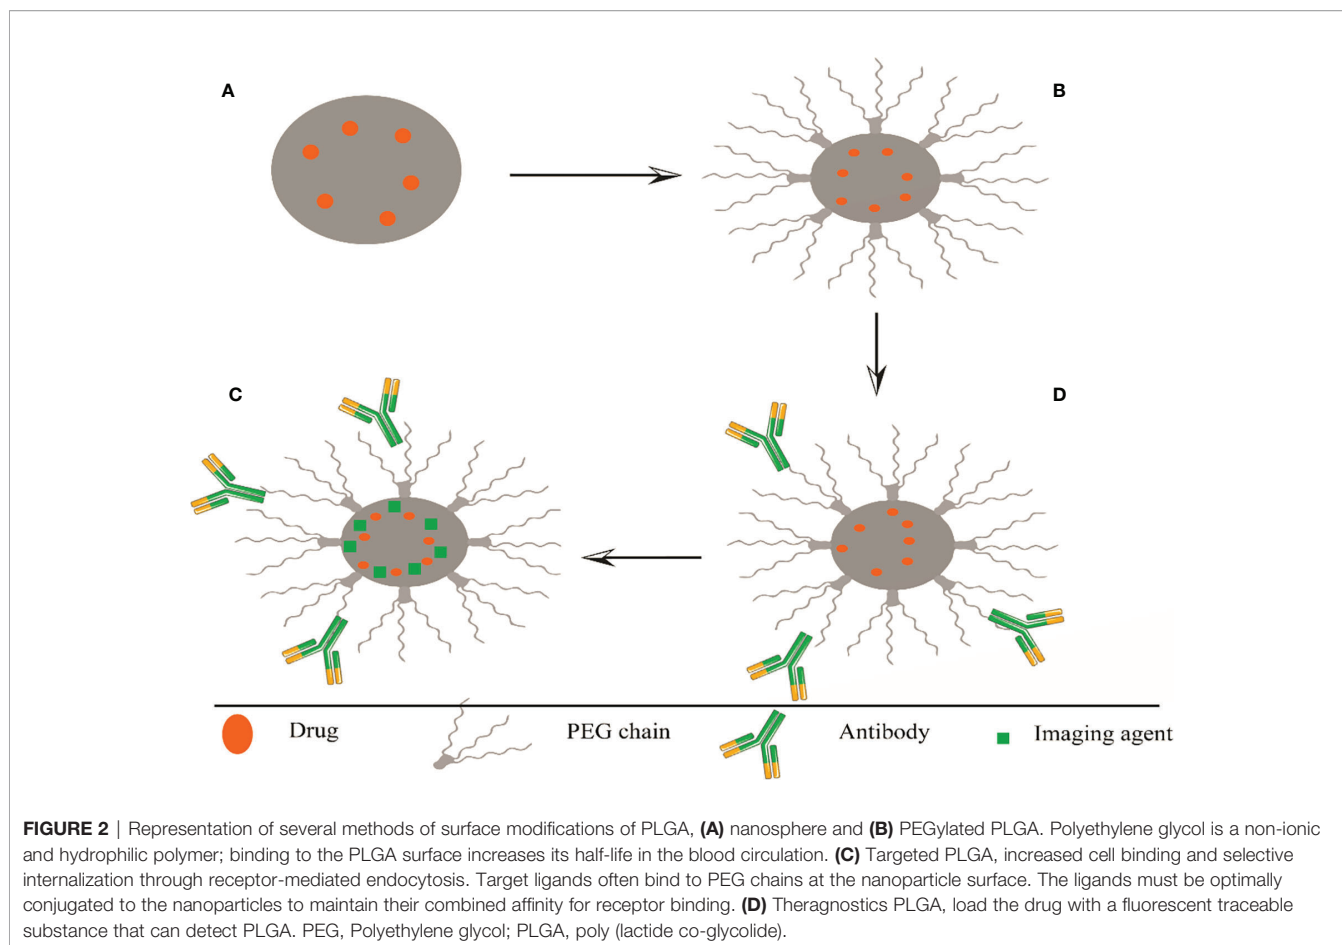 A
B
C
D
Drug
PEG chain
Antibody
Imaging agent
FIGURE 2 | Representation of several methods of surface modifications of PLGA, (A) nanosphere and (B) PEGylated PLGA. Polyethylene glycol is a non-ionic
and hydrophilic polymer; binding to the PLGA surface increases its half-life in the blood circulation. (C) Targeted PLGA, increased cell binding and selective
internalization through receptor-mediated endocytosis. Target ligands often bind to PEG chains at the nanoparticle surface. The ligands must be optimally
conjugated to the nanoparticles to maintain their combined affinity for receptor binding. (D) Theragnostics PLGA, load the drug with a fluorescent traceable
substance that can detect PLGA. PEG, Polyethylene glycol; PLGA, poly (lactide co-glycolide).